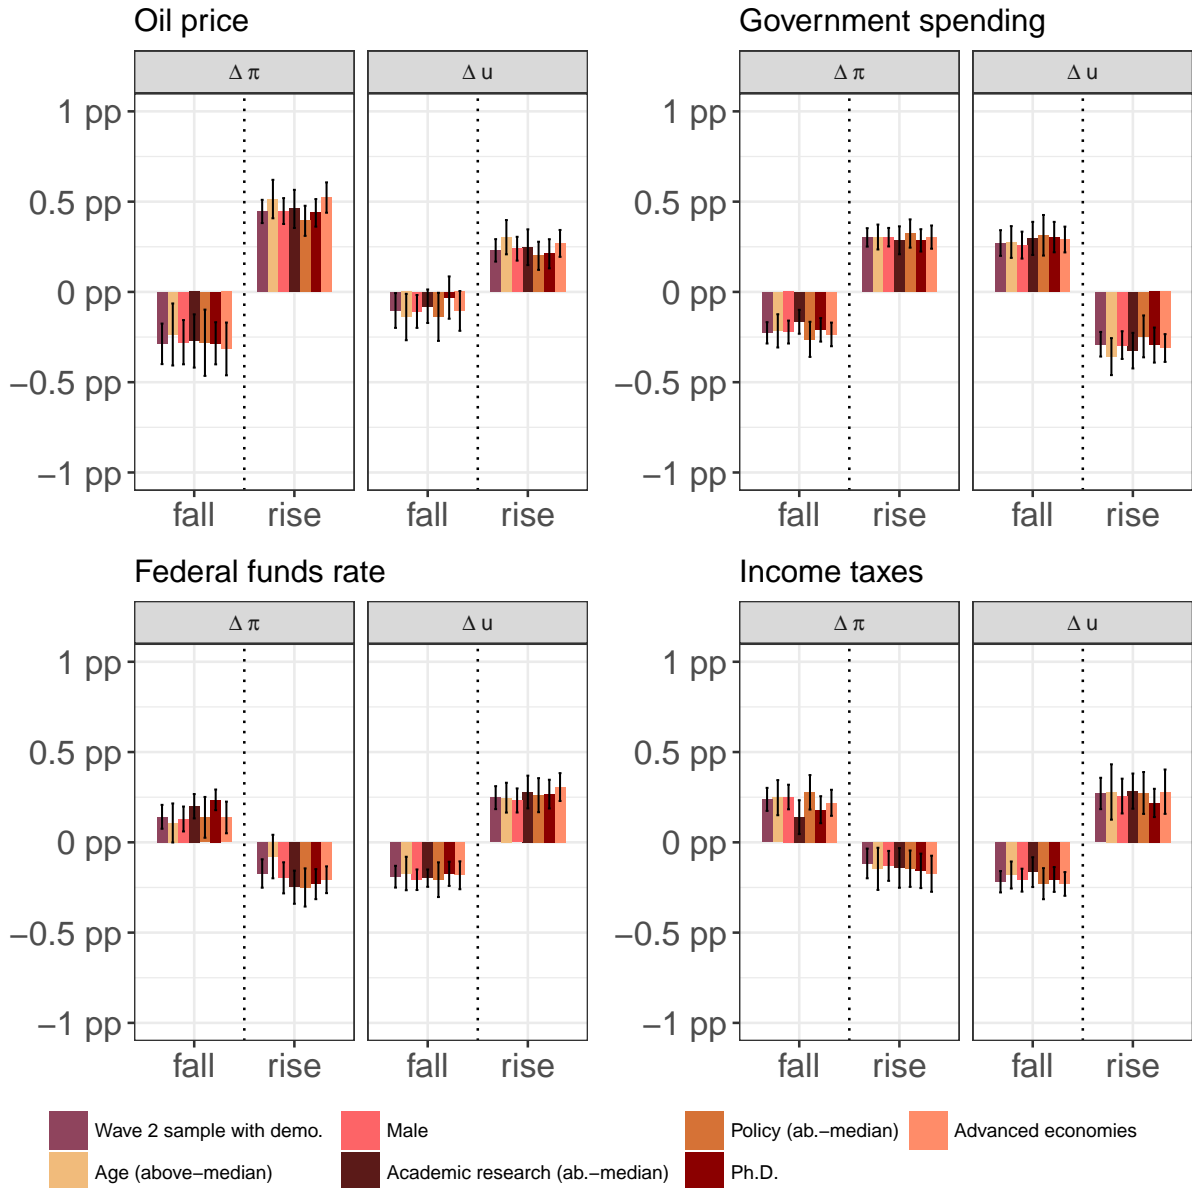 Oil price
Government spending
Δ π
Δ u
Δ π
Δ u
1 pp
0.5 pp
0 pp
−0.5 pp
−1 pp
1 pp
0.5 pp
0 pp
−0.5 pp
−1 pp
fall
rise
fall
rise
fall
rise
fall
rise
Federal funds rate
Income taxes
Δ π
Δ u
Δ π
Δ u
1 pp
0.5 pp
0 pp
−0.5 pp
−1 pp
1 pp
0.5 pp
0 pp
−0.5 pp
−1 pp
fall
rise
fall
rise
fall
rise
fall
rise
Wave 2 sample with demo.
Male
Policy (ab.−median)
Advanced economies
Age (above−median)
Academic research (ab.−median)
Ph.D.